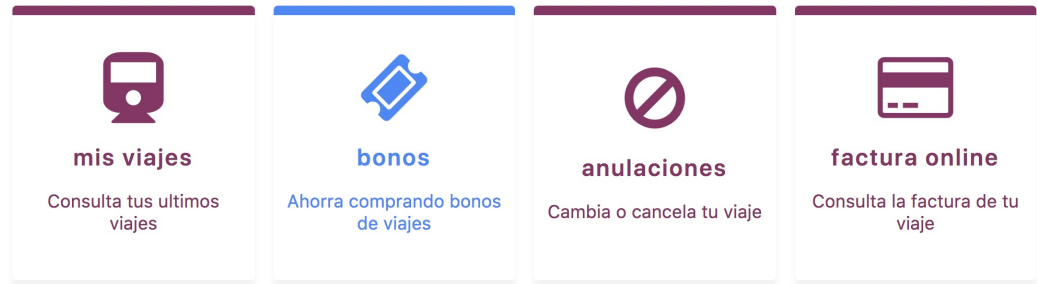 mis viajes
Consulta tus ultimos
viajes
bonos
Ahorra comprando bonos
de viajes
anulaciones
Cambia o cancela tu viaje
factura online
Consulta la factura de tu
viaje